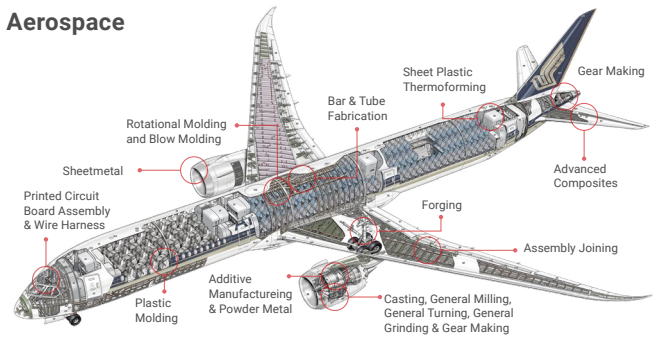 Aerospace
Gear Making
Sheet Plastic
Thermoforming
Bar & Tube
Fabrication
Rotational Molding
and Blow Molding
Sheetmetal
Advanced
Composites
Printed Circuit
Board Assembly
& Wire Harness
Forging
Assembly Joining
Additive
Manufactureing
& Powder Metal
Plastic
Molding
Casting, General Milling,
General Turning, General
Grinding & Gear Making